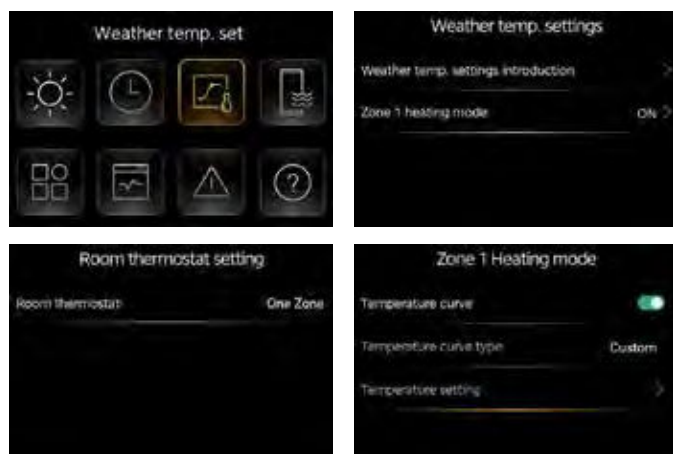 Weather temp. set
Weather temp. settings
Weather temp. settings introduction
Zone 1 heating mode ON
Room thermostat setting
Room thermostat One Zone
Zone 1 Heating mode
Temperature curve
Temperature curve type Custom
Temperature setting